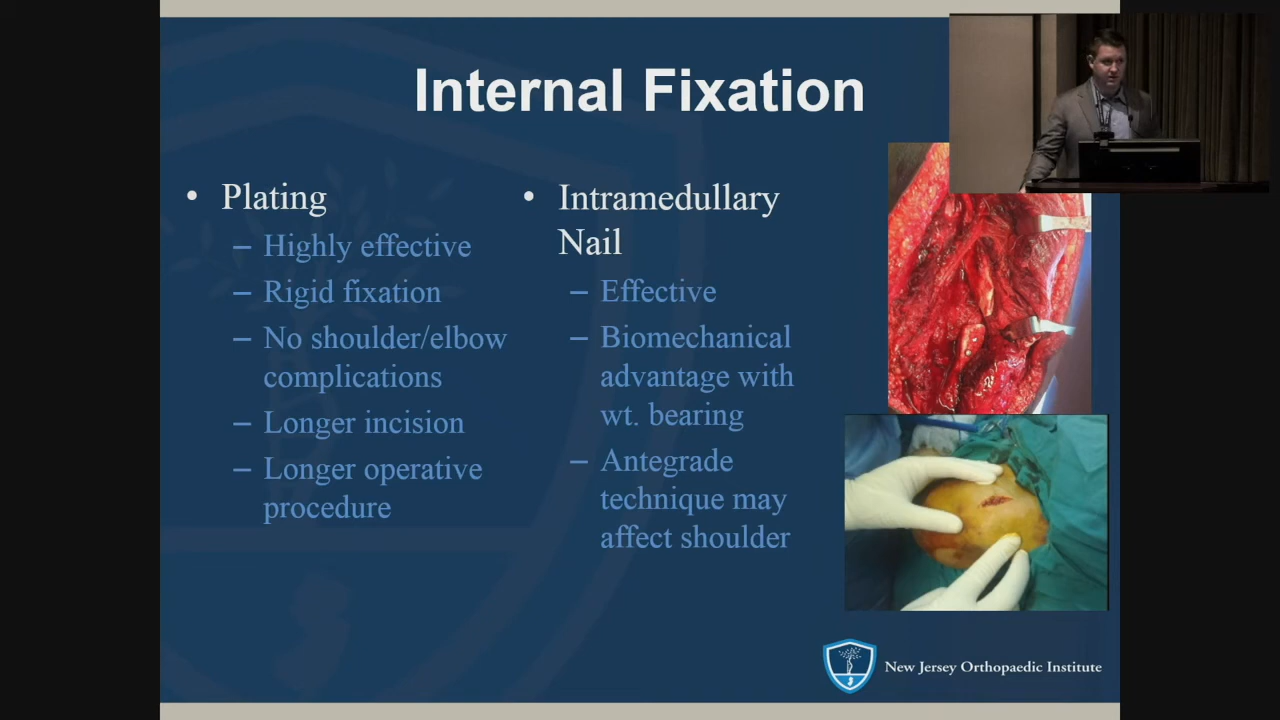 Internal Fixation
• Plating
– Highly effective
– Rigid fixation
– No shoulder/elbow
complications
– Longer incision
– Longer operative
procedure
• Intramedullary
Nail
– Effective
– Biomechanical
advantage with
wt. bearing
– Antegrade
technique may
affect shoulder
New Jersey Orthopaedic Institute